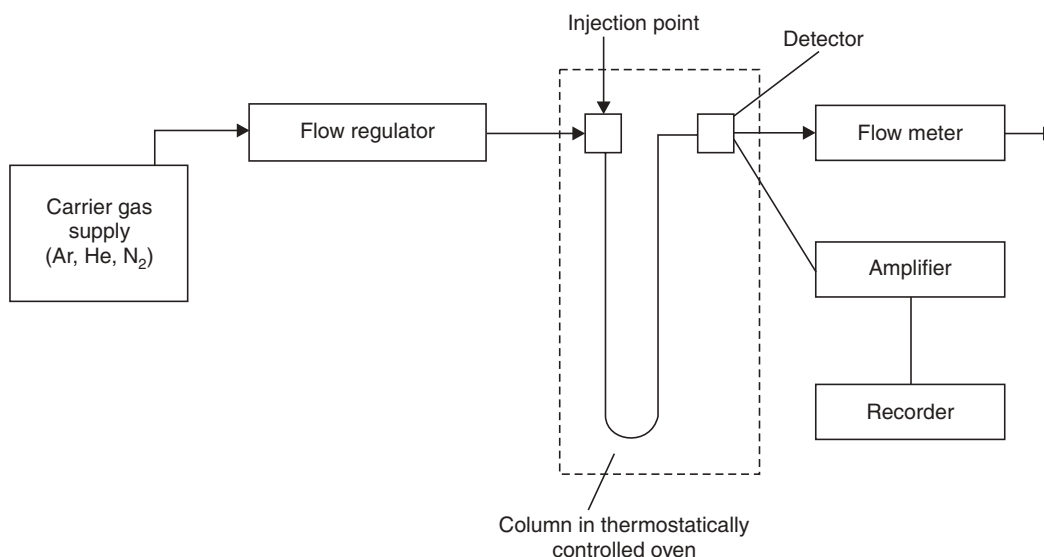 Injection point
Detector
Flow regulator
Flow meter
Carrier gas
supply
(Ar, He, N₂)
Amplifier
Recorder
Column in thermostatically
controlled oven